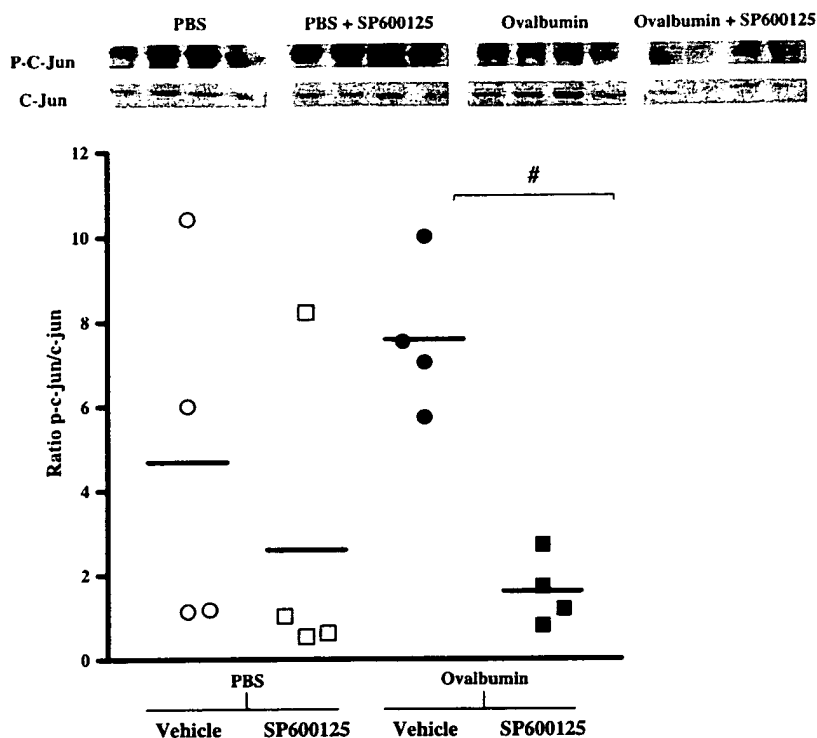 PBS PBS + SP600125 Ovalbumin Ovalbumin + SP600125
P-C-Jun
C-Jun
12
#
10
8
6
4
2
0
Ratio p-c-jun/c-jun
PBS Ovalbumin
Vehicle SP600125 Vehicle SP600125